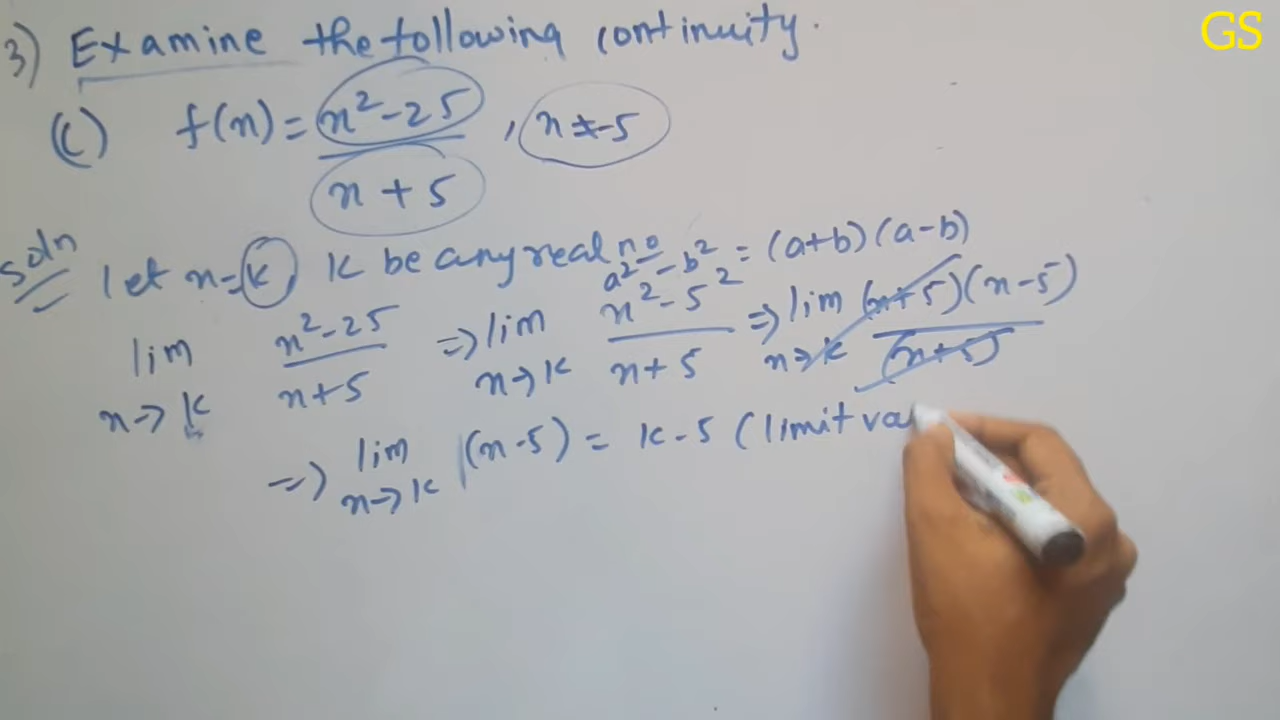 GS
3) Examine the following continuity.
(c) f(x) = x² - 25 / x + 5 , x ≠ -5
Soln let x = k, k be any real no
a² - b² = (a+b)(a-b)
lim x→k x² - 25 / x + 5 ⇒ lim x→k x² - 5² / x + 5 ⇒ lim x→k (x+5)(x-5) / (x+5)
⇒ lim x→k (x-5) = k-5 (limit va